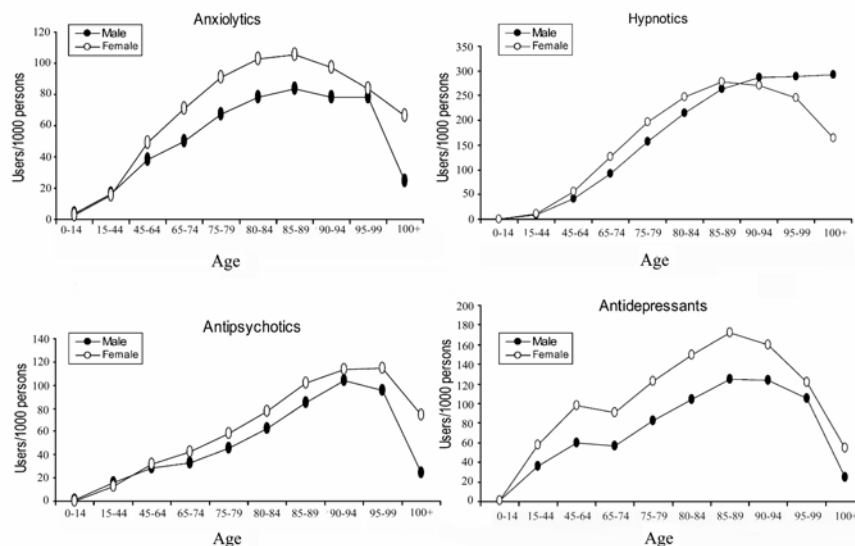 Anxiolytics
Male
Female
Users/1000 persons
120
100
80
60
40
20
0
0-14 15-44 45-64 65-74 75-79 80-84 85-89 90-94 95-99 100+
Age
Hypnotics
Male
Female
Users/1000 persons
350
300
250
200
150
100
50
0
0-14 15-44 45-64 65-74 75-79 80-84 85-89 90-94 95-99 100+
Age
Antipsychotics
Male
Female
Users/1000 persons
140
120
100
80
60
40
20
0
0-14 15-44 45-64 65-74 75-79 80-84 85-89 90-94 95-99 100+
Age
Antidepressants
Male
Female
Users/1000 persons
200
180
160
140
120
100
80
60
40
20
0
0-14 15-44 45-64 65-74 75-79 80-84 85-89 90-94 95-99 100+
Age